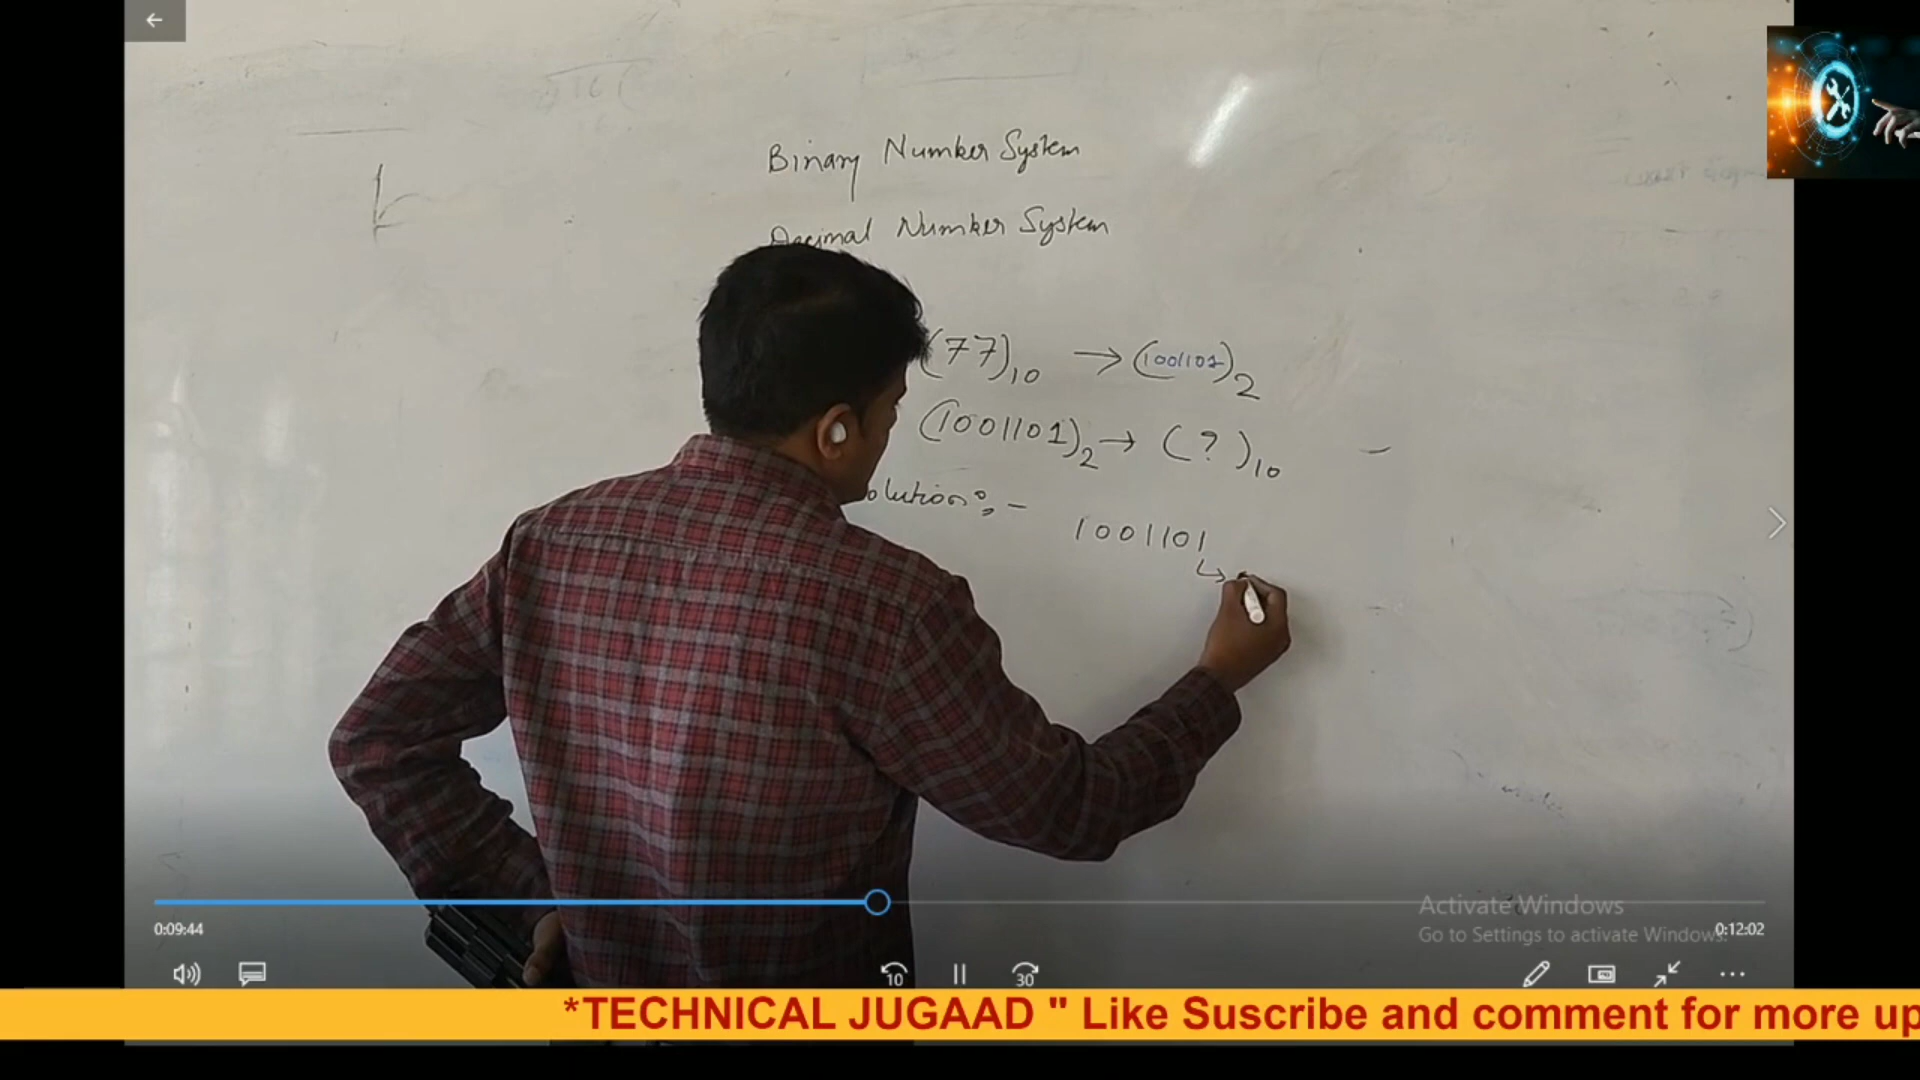 Binary Number System
Decimal Number System
(77)10 → (1001101)2
(1001101)2 → (?)10
olution:-
1001101
Activate Windows
Go to Settings to activate Windows.
0:09:44
0:12:02
10
30
*TECHNICAL JUGAAD " Like Suscribe and comment for more up